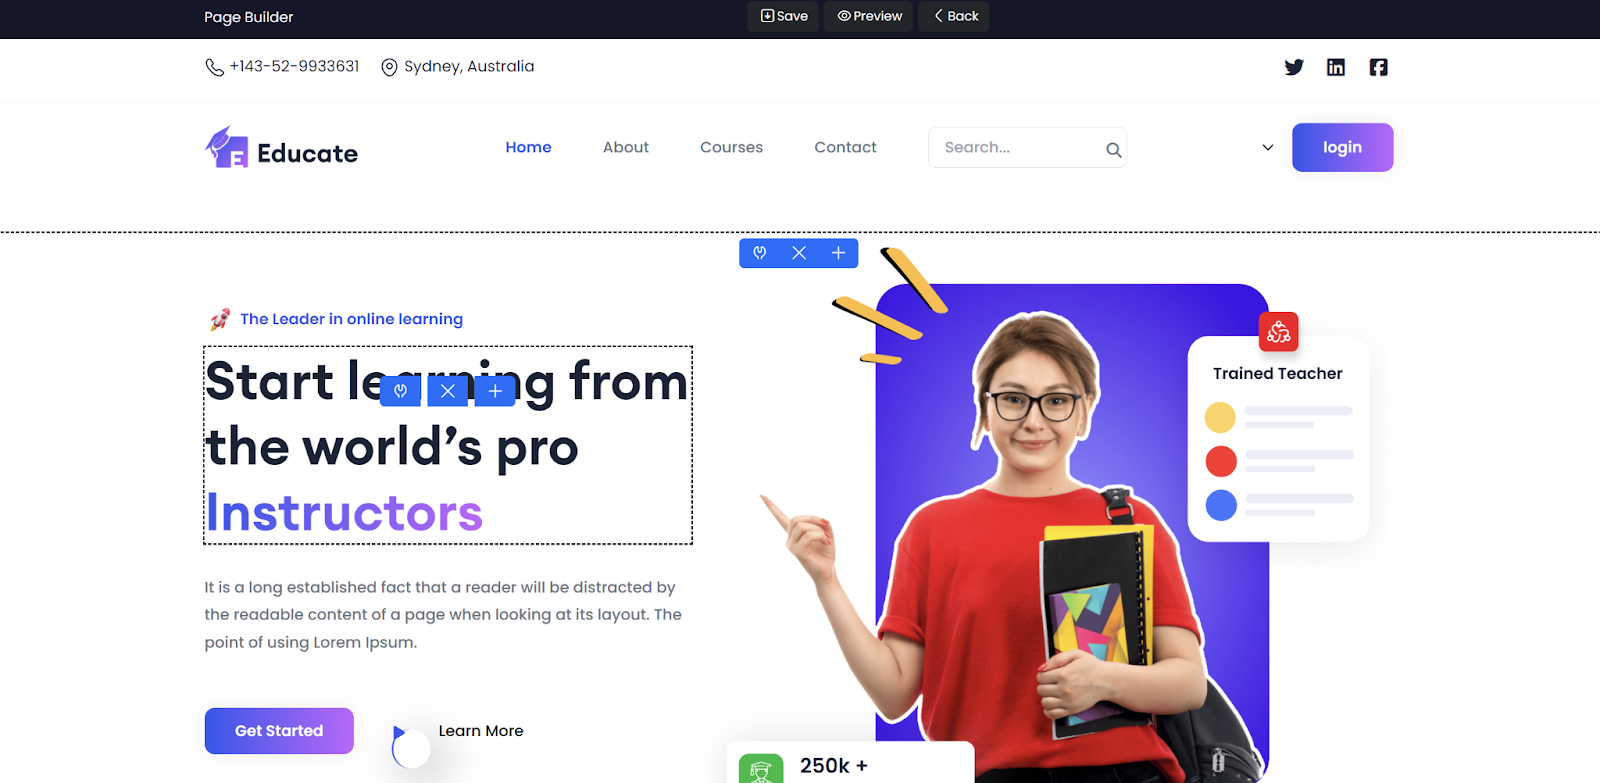 Page Builder
Save
Preview
Back
+143-52-9933631
Sydney, Australia
E Educate
Home
About
Courses
Contact
Search...
login
The Leader in online learning
Start learning from
the world’s pro
Instructors
It is a long established fact that a reader will be distracted by
the readable content of a page when looking at its layout. The
point of using Lorem Ipsum.
Get Started
Learn More
Trained Teacher
250k +